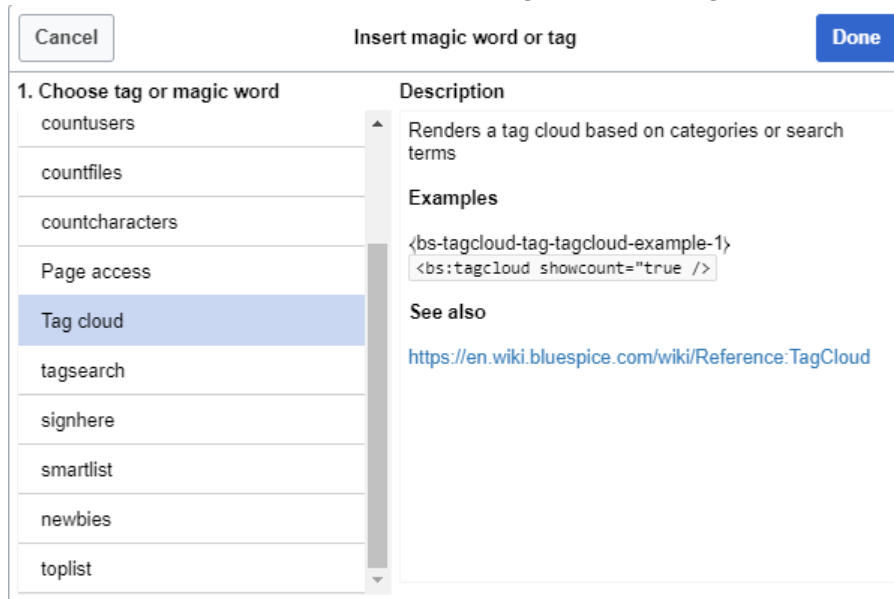 Cancel
Insert magic word or tag
Done
1. Choose tag or magic word
countusers
countfiles
countcharacters
Page access
Tag cloud
tagsearch
signhere
smartlist
newbies
toplist
Description
Renders a tag cloud based on categories or search
terms
Examples
⟨bs-tagcloud-tag-tagcloud-example-1⟩
<bs:tagcloud showcount="true />
See also
https://en.wiki.bluespice.com/wiki/Reference:TagCloud